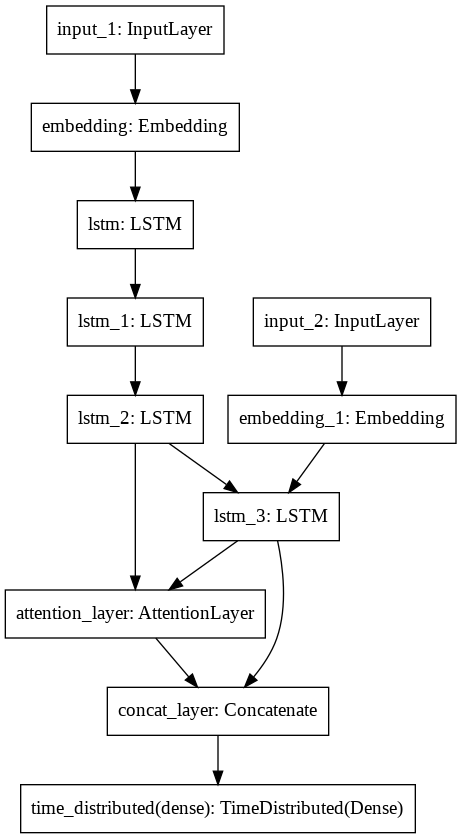 input_1: InputLayer
embedding: Embedding
lstm: LSTM
lstm_1: LSTM
input_2: InputLayer
lstm_2: LSTM
embedding_1: Embedding
lstm_3: LSTM
attention_layer: AttentionLayer
concat_layer: Concatenate
time_distributed(dense): TimeDistributed(Dense)